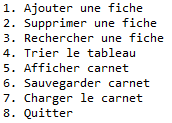 1. Ajouter une fiche
2. Supprimer une fiche
3. Rechercher une fiche
4. Trier le tableau
5. Afficher carnet
6. Sauvegarder carnet
7. Charger le carnet
8. Quitter